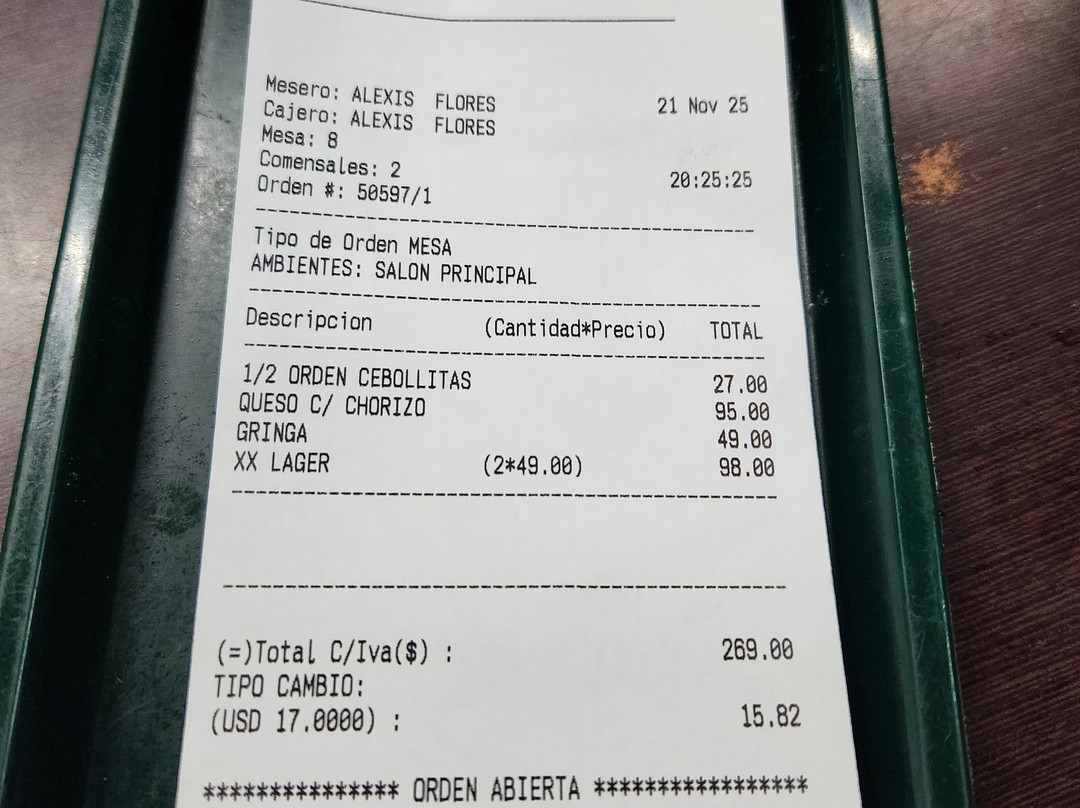 Mesero: ALEXIS  FLORES 21 Nov 25
Cajero: ALEXIS  FLORES
Mesa: 8
Comensales: 2 20:25:25
Orden #: 50597/1
Tipo de Orden MESA
AMBIENTES: SALON PRINCIPAL
Descripcion (Cantidad*Precio) TOTAL
1/2 ORDEN CEBOLLITAS 27.00
QUESO C/ CHORIZO 95.00
GRINGA 49.00
XX LAGER (2*49.00) 98.00
(=)Total C/Iva($) : 269.00
TIPO CAMBIO:
(USD 17.0000) : 15.82
*************** ORDEN ABIERTA ****************